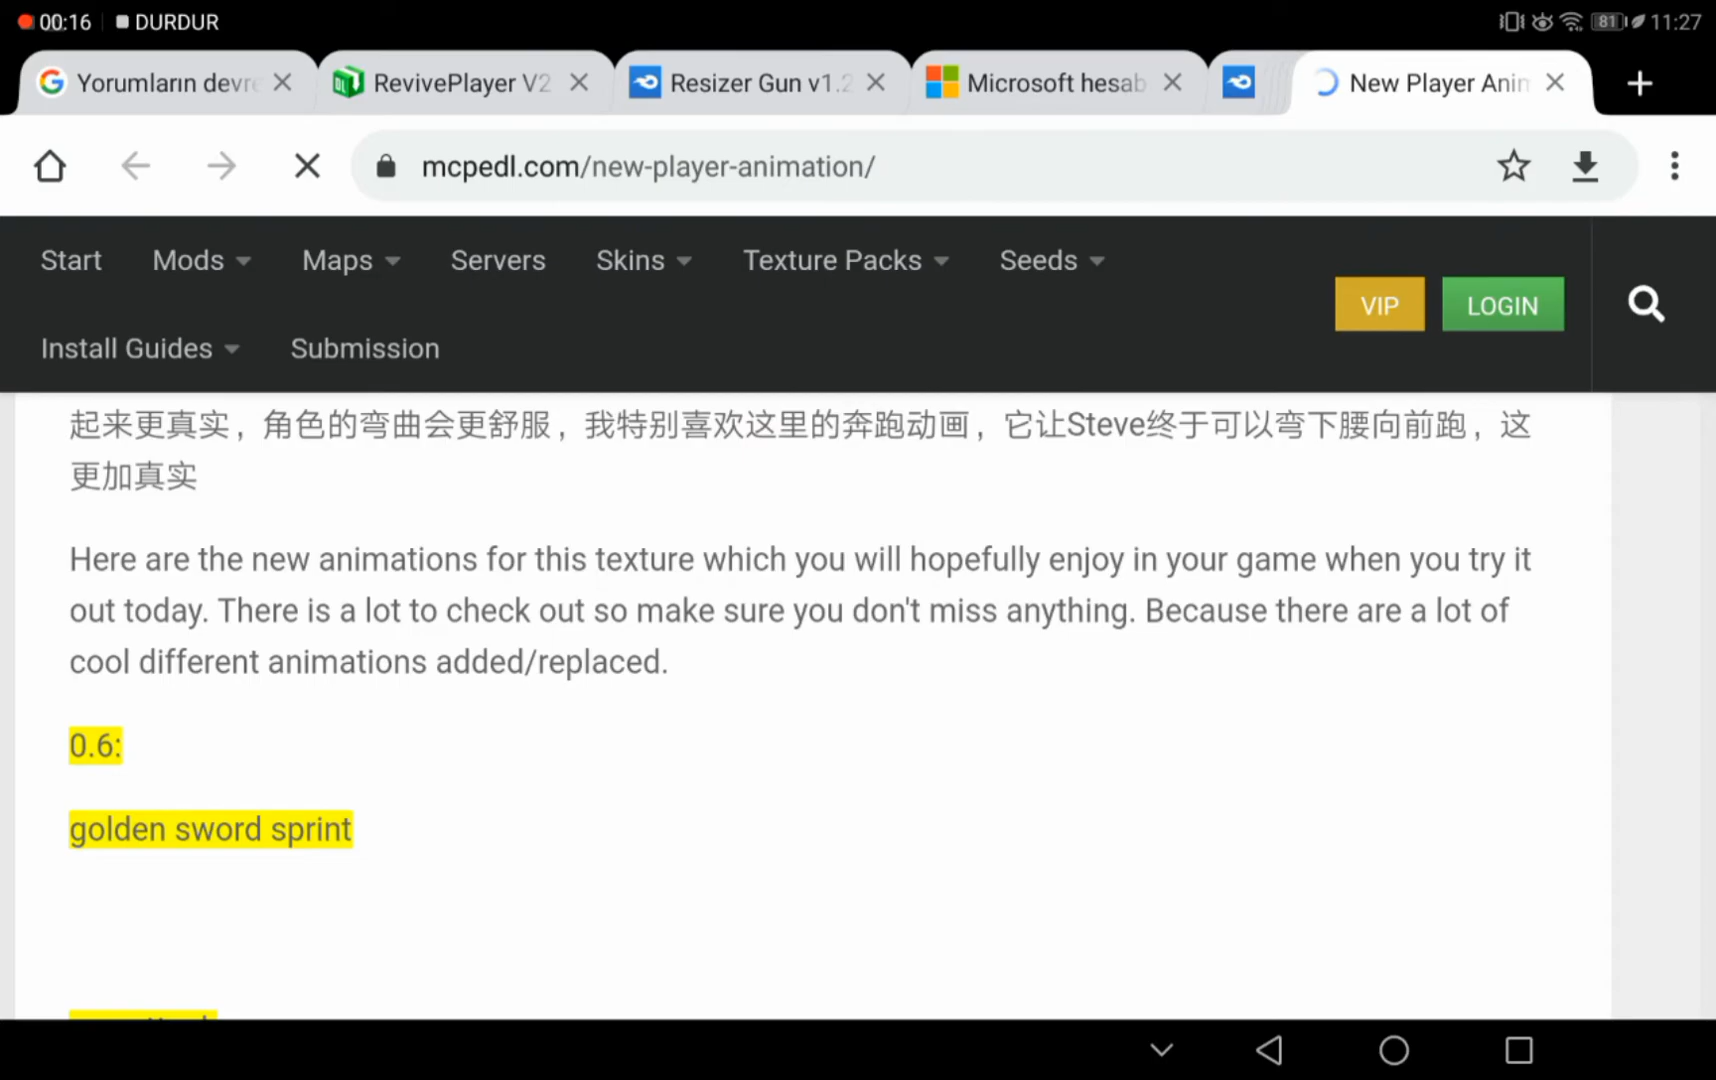 00:16 DURDUR 81 11:27
Yorumların devre RevivePlayer V2 Resizer Gun v1.2 Microsoft hesab New Player Anim
mcpedl.com/new-player-animation/
Start Mods Maps Servers Skins Texture Packs Seeds
VIP LOGIN
Install Guides Submission
起来更真实，角色的弯曲会更舒服，我特别喜欢这里的奔跑动画，它让Steve终于可以弯下腰向前跑，这
更加真实
Here are the new animations for this texture which you will hopefully enjoy in your game when you try it
out today. There is a lot to check out so make sure you don't miss anything. Because there are a lot of
cool different animations added/replaced.
0.6:
golden sword sprint